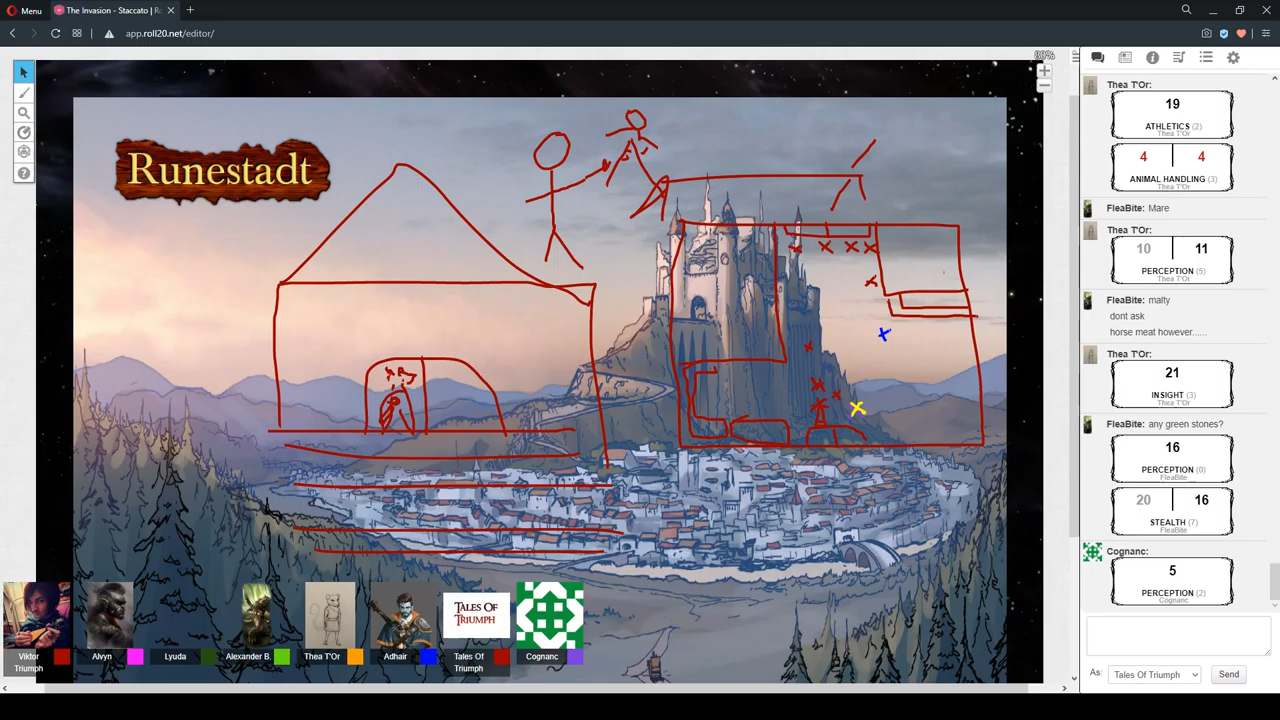 Menu
The Invasion - Staccato | R
app.roll20.net/editor/
80%
Runestadt
Thea T'Or:
19
ATHLETICS (2)
Thea T'Or
4 4
ANIMAL HANDLING (3)
Thea T'Or
FleaBite: Mare
Thea T'Or:
10 11
PERCEPTION (5)
Thea T'Or
FleaBite: malty
dont ask
horse meat however......
Thea T'Or:
21
INSIGHT (3)
Thea T'Or
FleaBite: any green stones?
16
PERCEPTION (0)
FleaBite
20 16
STEALTH (7)
FleaBite
Cognanc:
5
PERCEPTION (2)
Cognanc
As:
Tales Of Triumph
Send
TALES OF
TRIUMPH
Viktor
Triumph
Alvyn
Lyuda
Alexander B.
Thea T'Or
Adhair
Tales Of
Triumph
Cognanc